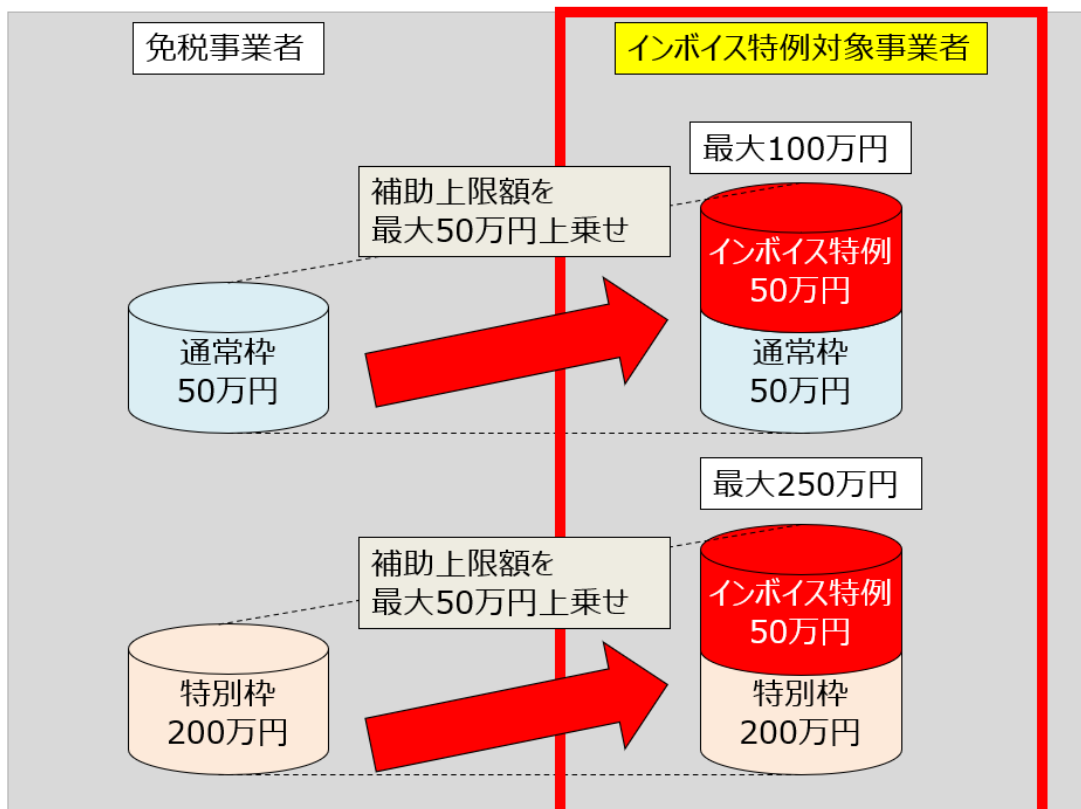 免税事業者
インボイス特例対象事業者
最大100万円
補助上限額を
最大50万円上乗せ
インボイス特例
50万円
通常枠
50万円
通常枠
50万円
最大250万円
補助上限額を
最大50万円上乗せ
インボイス特例
50万円
特別枠
200万円
特別枠
200万円